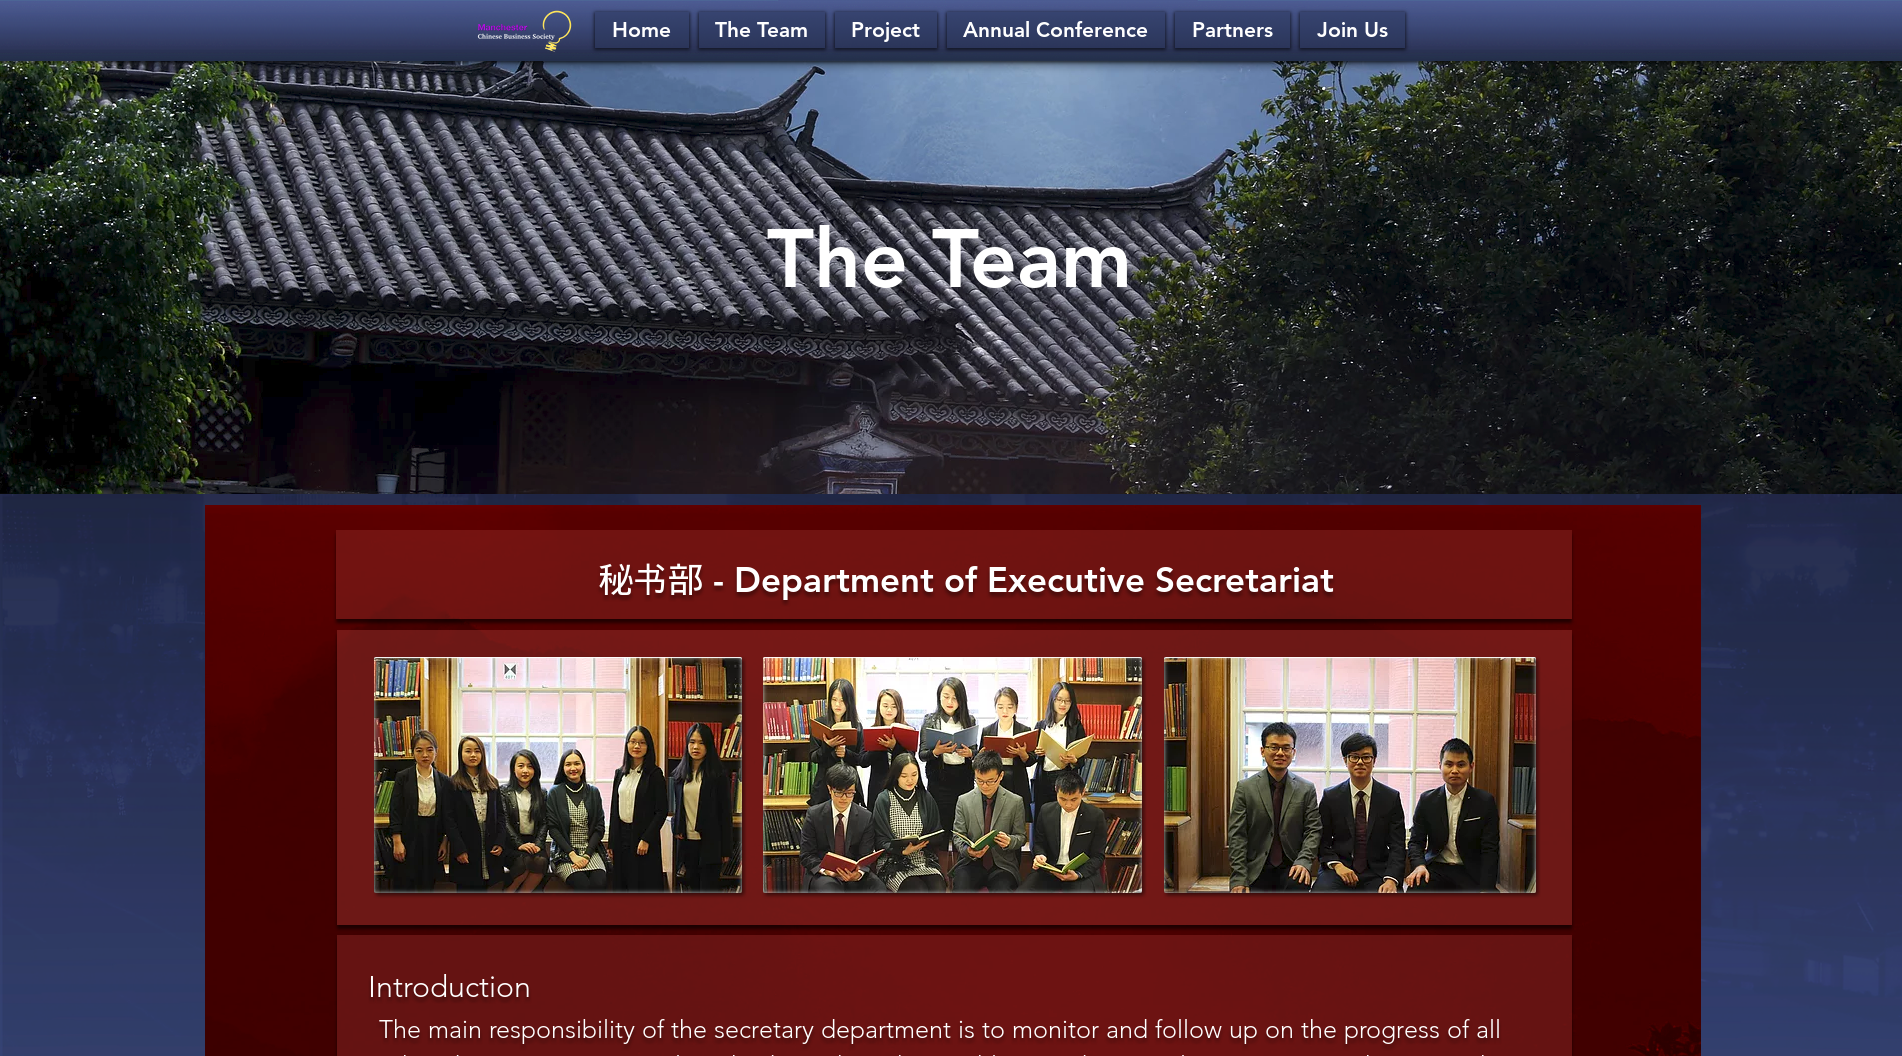 Manchester
Chinese Business Society
Home
The Team
Project
Annual Conference
Partners
Join Us
The Team
秘书部 - Department of Executive Secretariat
Introduction
The main responsibility of the secretary department is to monitor and follow up on the progress of all